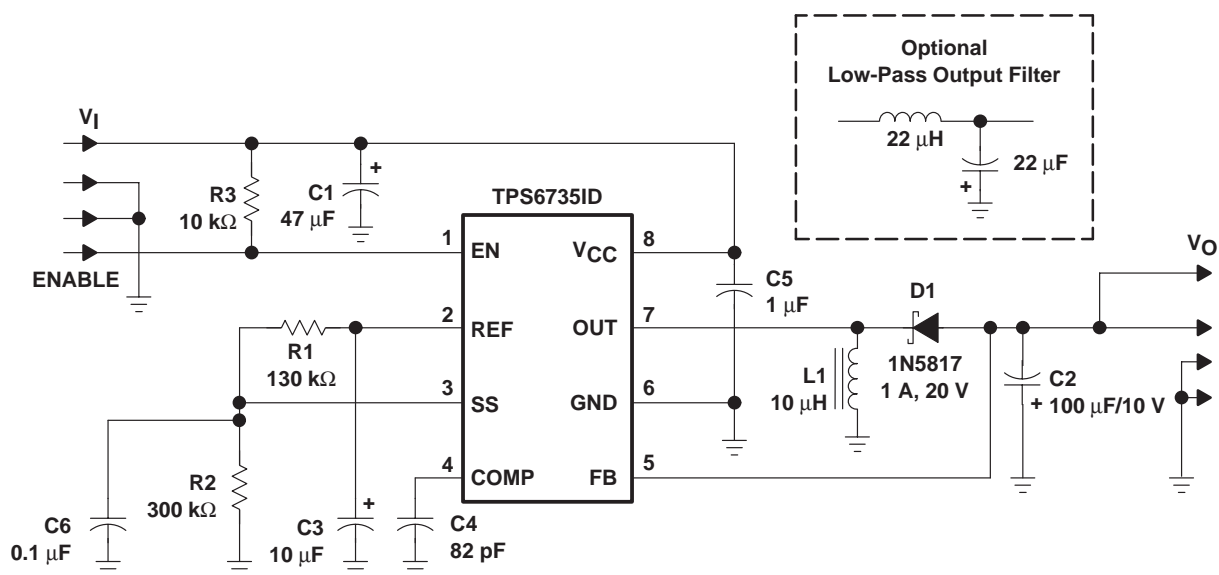 Optional
Low-Pass Output Filter
22 μH
22 μF
+
VI
R3
10 kΩ
C1
47 μF
+
TPS6735ID
ENABLE
1
EN
VCC
8
C5
1 μF
VO
D1
2
REF
OUT
7
R1
130 kΩ
1N5817
1 A, 20 V
L1
10 μH
C2
+ 100 μF/10 V
3
SS
GND
6
4
COMP
FB
5
R2
300 kΩ
C6
0.1 μF
C3
10 μF
+
C4
82 pF